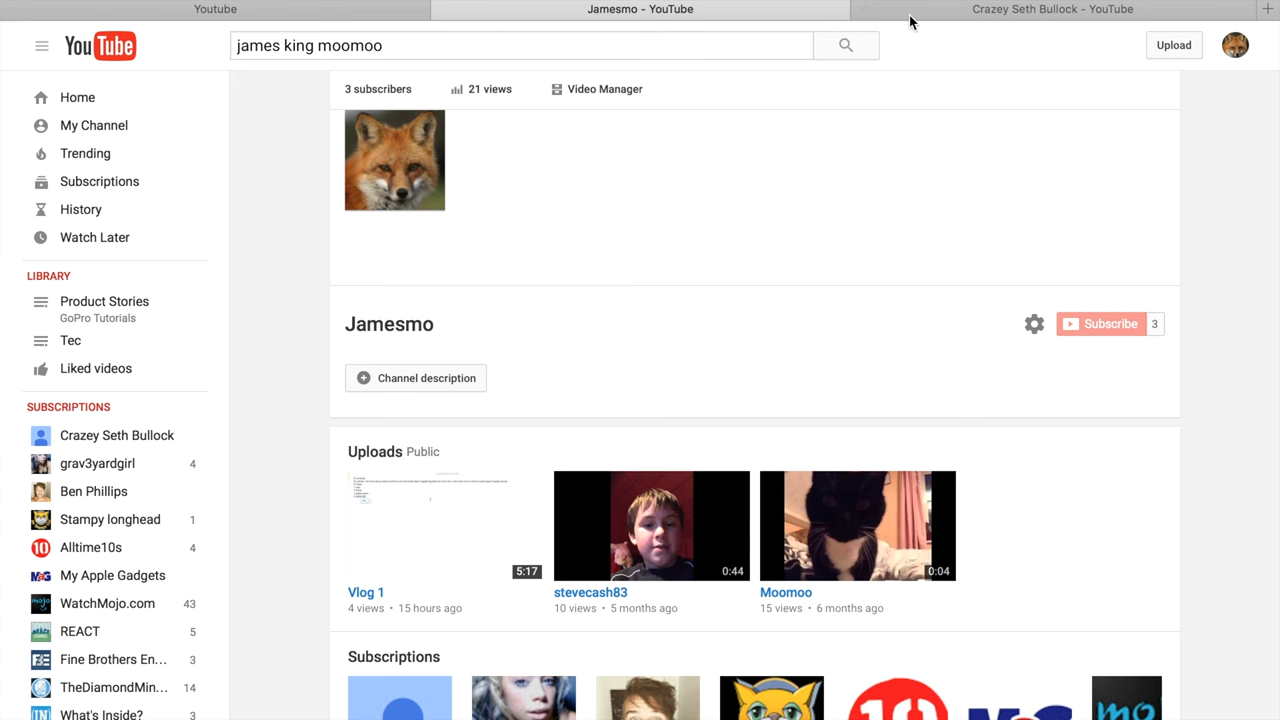 Youtube
Jamesmo - YouTube
Crazey Seth Bullock - YouTube
YouTube
james king moomoo
Upload
Home
My Channel
Trending
Subscriptions
History
Watch Later
LIBRARY
Product Stories
GoPro Tutorials
Tec
Liked videos
SUBSCRIPTIONS
Crazey Seth Bullock
grav3yardgirl 4
Ben Phillips
Stampy longhead 1
10 Alltime10s 4
My Apple Gadgets
mojo WatchMojo.com 43
REACT 5
Fine Brothers En... 3
TheDiamondMin... 14
What's Inside? 3
3 subscribers
21 views
Video Manager
Jamesmo
Subscribe 3
Channel description
Uploads Public
5:17
0:44
0:04
Vlog 1
4 views • 15 hours ago
stevecash83
10 views • 5 months ago
Moomoo
15 views • 6 months ago
Subscriptions